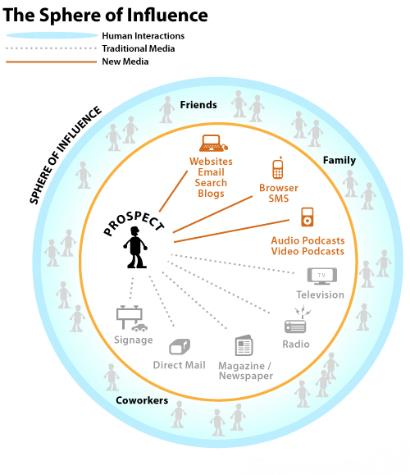 The Sphere of Influence
Human Interactions
Traditional Media
New Media
SPHERE OF INFLUENCE
Friends
Family
Websites
Email
Search
Blogs
Browser
SMS
PROSPECT
Audio Podcasts
Video Podcasts
TV
Television
Signage
Radio
Direct Mail
Magazine /
Newspaper
Coworkers